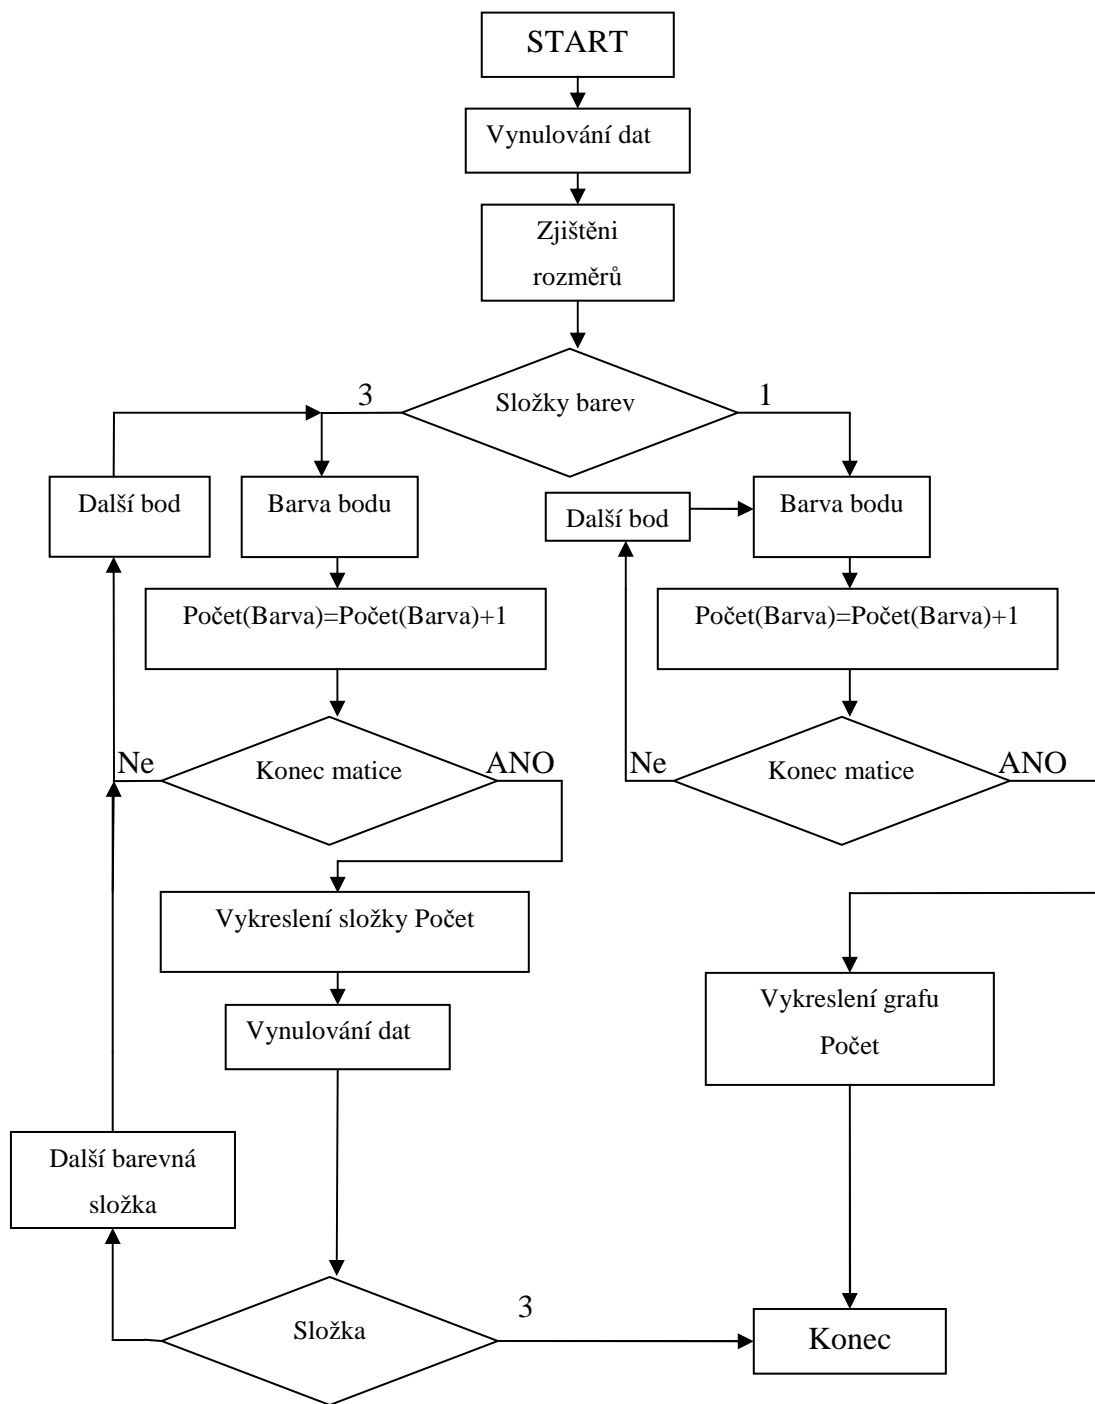 START
Vynulování dat
Zjištěni
rozměrů
3
Složky barev
1
Další bod
Barva bodu
Další bod
Barva bodu
Počet(Barva)=Počet(Barva)+1
Počet(Barva)=Počet(Barva)+1
Ne
Konec matice
ANO
Ne
Konec matice
ANO
Vykreslení složky Počet
Vykreslení grafu
Počet
Vynulování dat
Další barevná
složka
Složka
3
Konec